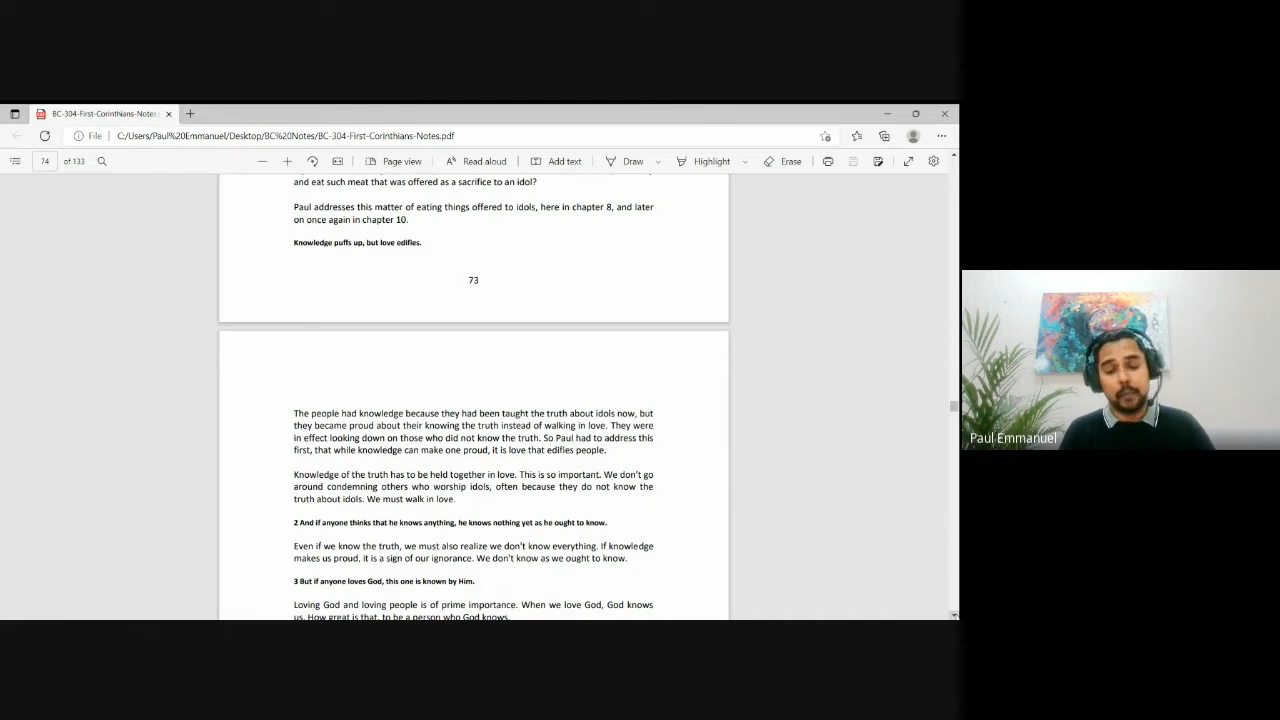 BC-304-First-Corinthians-Notes
File
C:/Users/Paul%20Emmanuel/Desktop/BC%20Notes/BC-304-First-Corinthians-Notes.pdf
74 of 133
Page view
Read aloud
Add text
Draw
Highlight
Erase
and eat such meat that was offered as a sacrifice to an idol?
Paul addresses this matter of eating things offered to idols, here in chapter 8, and later
on once again in chapter 10.
Knowledge puffs up, but love edifies.
73
The people had knowledge because they had been taught the truth about idols now, but
they became proud about their knowing the truth instead of walking in love. They were
in effect looking down on those who did not know the truth. So Paul had to address this
first, that while knowledge can make one proud, it is love that edifies people.
Knowledge of the truth has to be held together in love. This is so important. We don't go
around condemning others who worship idols, often because they do not know the
truth about idols. We must walk in love.
2 And if anyone thinks that he knows anything, he knows nothing yet as he ought to know.
Even if we know the truth, we must also realize we don't know everything. If knowledge
makes us proud, it is a sign of our ignorance. We don't know as we ought to know.
3 But if anyone loves God, this one is known by Him.
Loving God and loving people is of prime importance. When we love God, God knows
us. How great is that, to be a person who God knows.
Paul Emmanuel